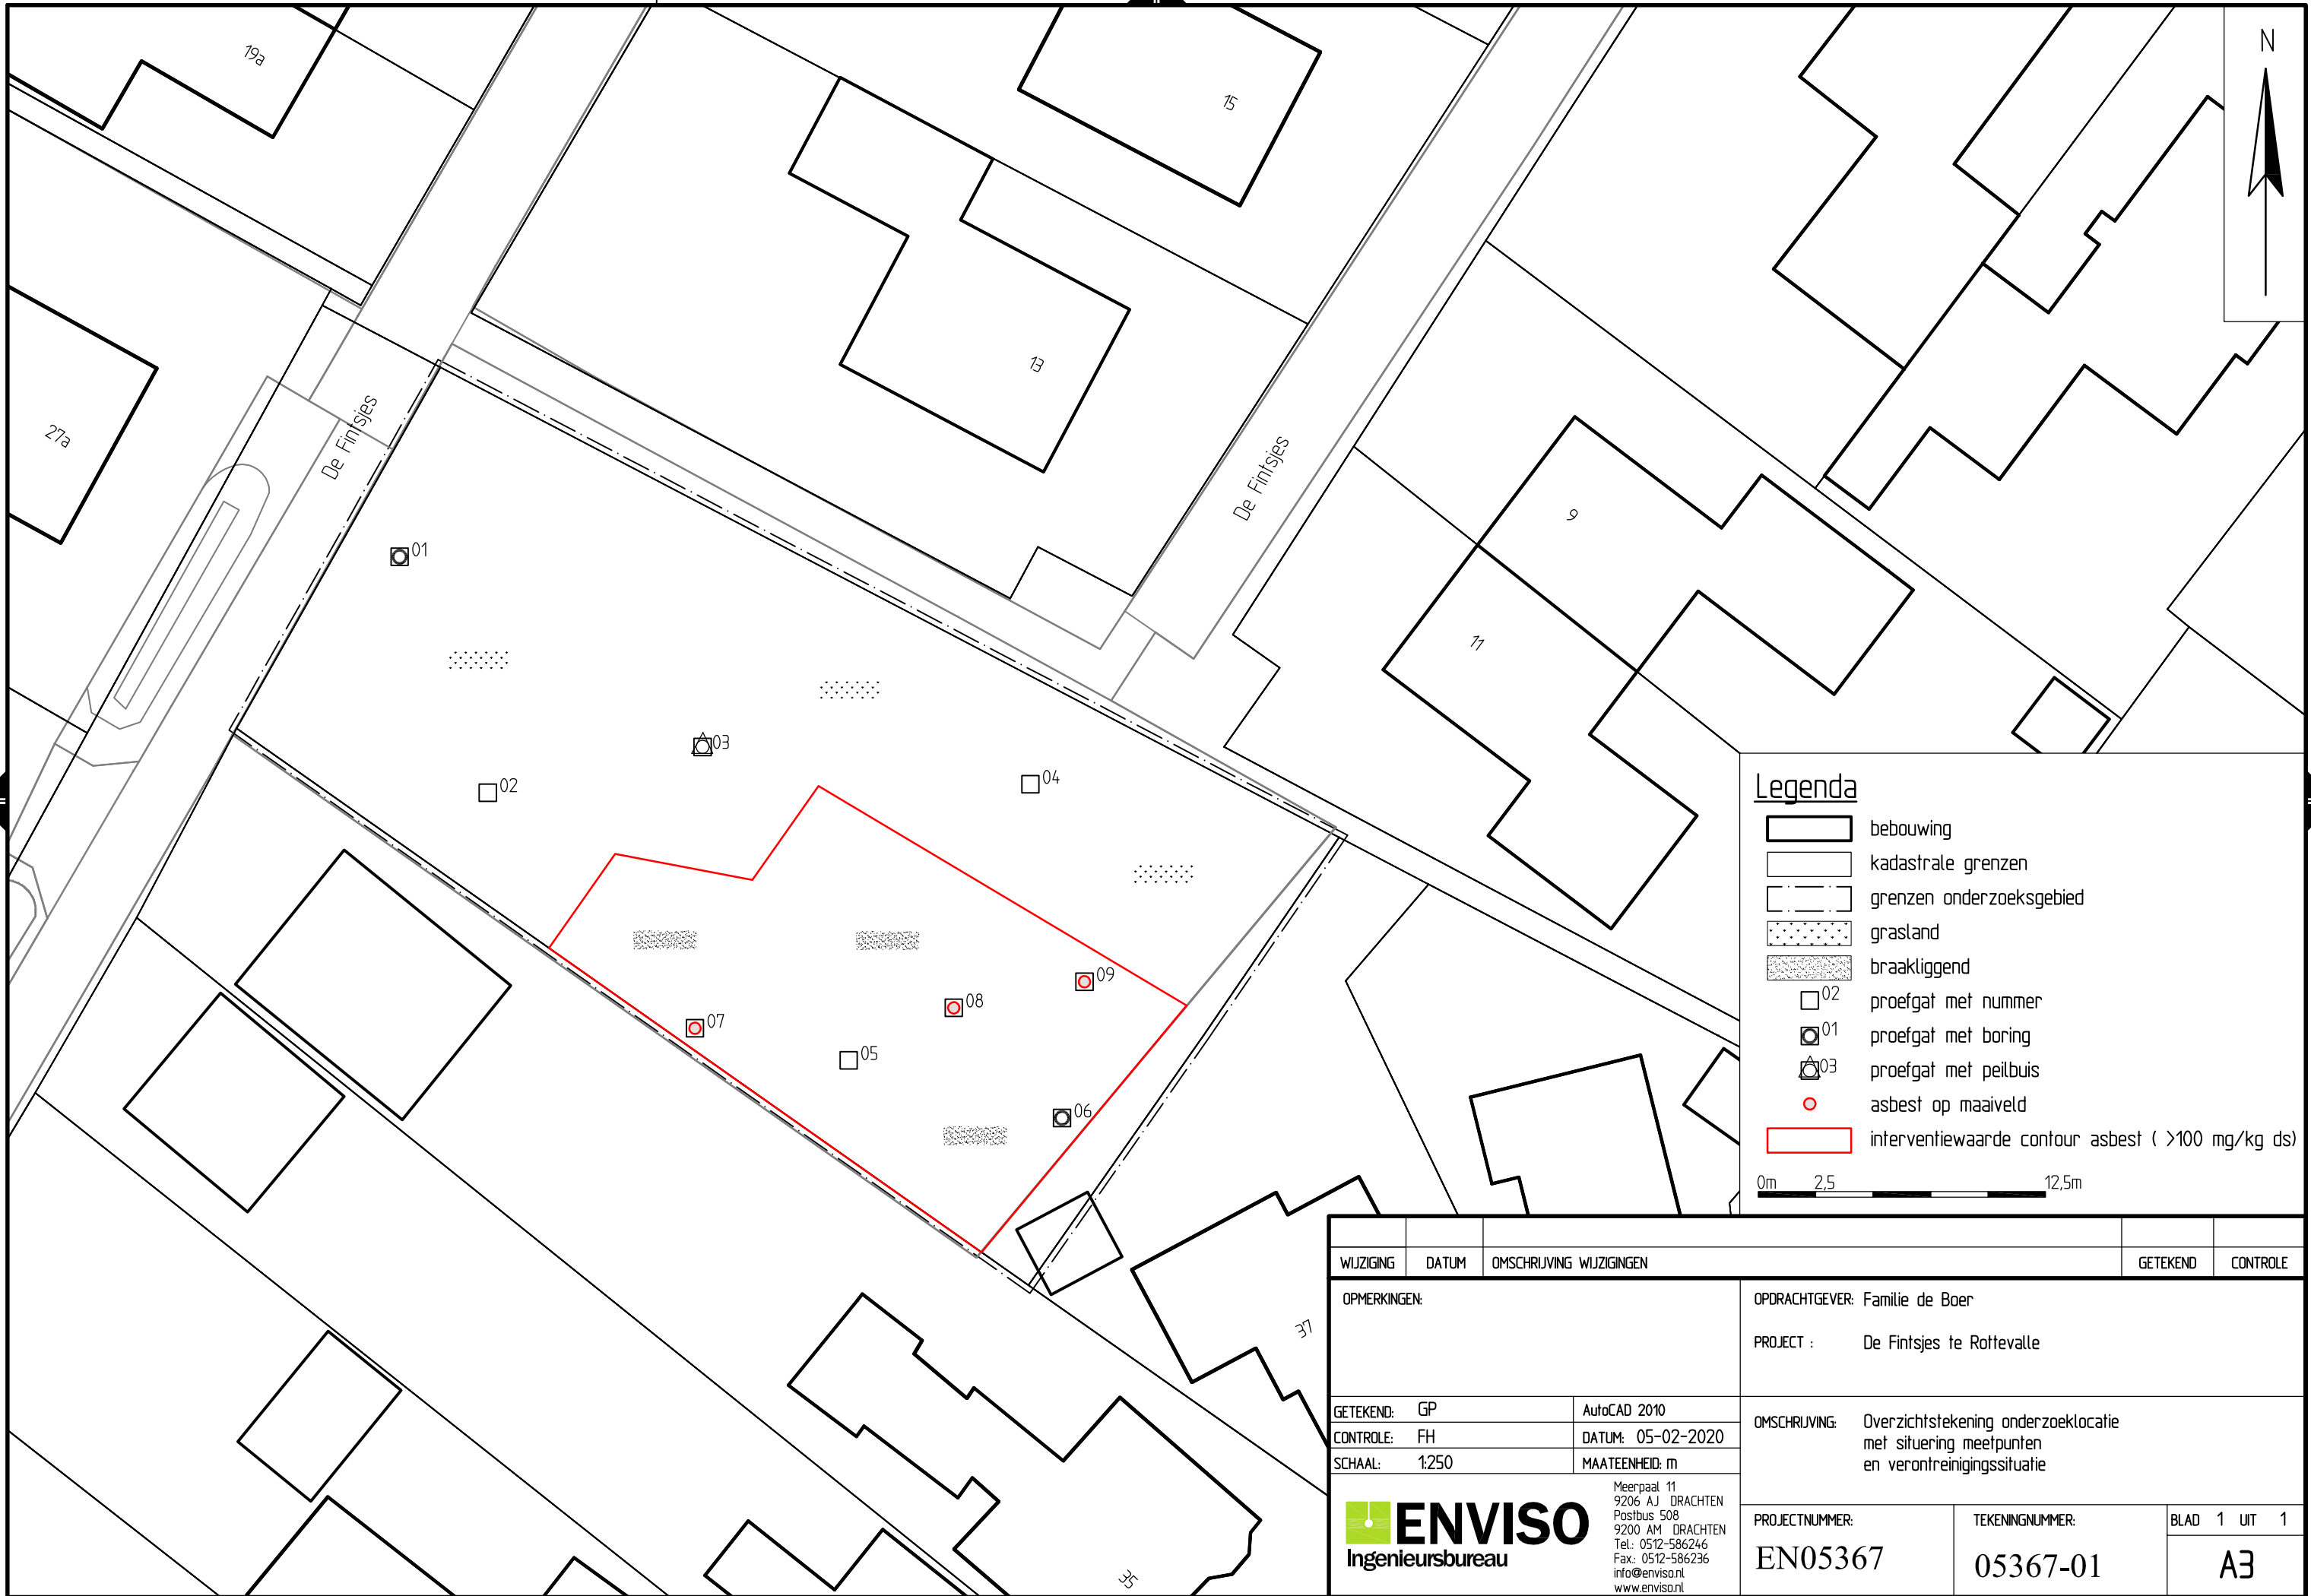 N
19a
15
13
27a
De Fintsjes
De Fintsjes
9
11
01
03
02
04
09
08
07
05
06
37
35
Legenda
bebouwing
kadastrale grenzen
grenzen onderzoeksgebied
grasland
braakliggend
02 proefgat met nummer
01 proefgat met boring
03 proefgat met peilbuis
asbest op maaiveld
interventiewaarde contour asbest ( >100 mg/kg ds)
0m 2,5 12,5m
WIJZIGING DATUM OMSCHRIJVING WIJZIGINGEN GETEKEND CONTROLE
OPMERKINGEN:
OPDRACHTGEVER: Familie de Boer
PROJECT : De Fintsjes te Rottevalle
GETEKEND: GP AutoCAD 2010
CONTROLE: FH DATUM: 05-02-2020
SCHAAL: 1:250 MAATEENHEID: m
OMSCHRIJVING: Overzichtstekening onderzoeklocatie
met situering meetpunten
en verontreinigingssituatie
ENVISO
Ingenieursbureau
Meerpaal 11
9206 AJ DRACHTEN
Postbus 508
9200 AM DRACHTEN
Tel.: 0512-586246
Fax.: 0512-586236
info@enviso.nl
www.enviso.nl
PROJECTNUMMER:
EN05367
TEKENINGNUMMER:
05367-01
BLAD 1 UIT 1
A3